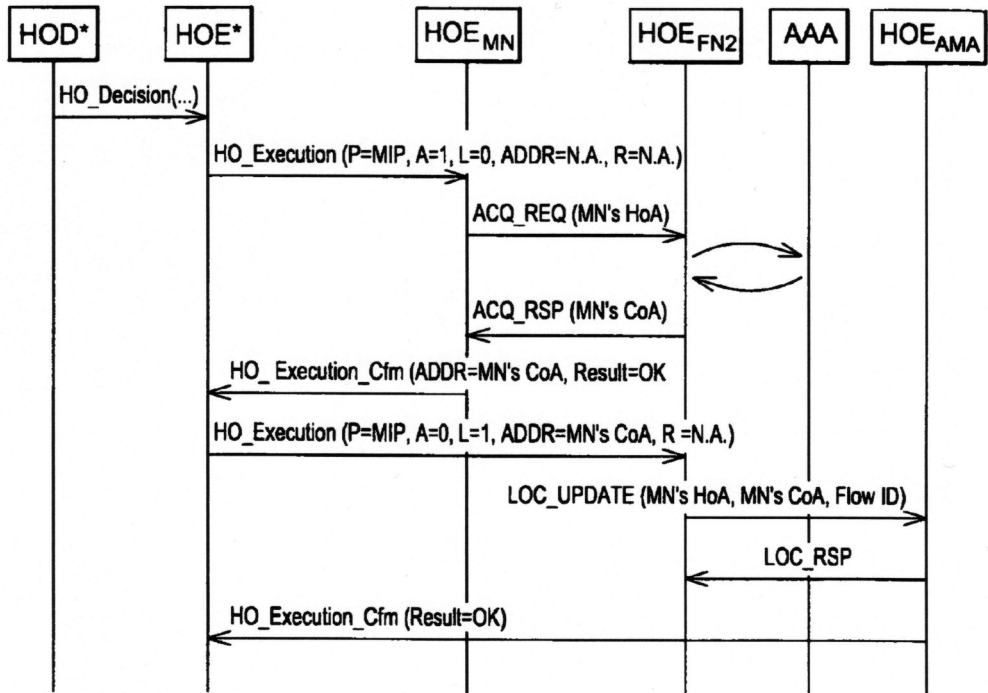 HOD* HOE* HOE_MN HOE_FN2 AAA HOE_AMA
HO_Decision(...)
HO_Execution (P=MIP, A=1, L=0, ADDR=N.A., R=N.A.)
ACQ_REQ (MN's HoA)
ACQ_RSP (MN's CoA)
HO_ Execution_Cfm (ADDR=MN's CoA, Result=OK
HO_Execution (P=MIP, A=0, L=1, ADDR=MN's CoA, R =N.A.)
LOC_UPDATE (MN's HoA, MN's CoA, Flow ID)
LOC_RSP
HO_Execution_Cfm (Result=OK)